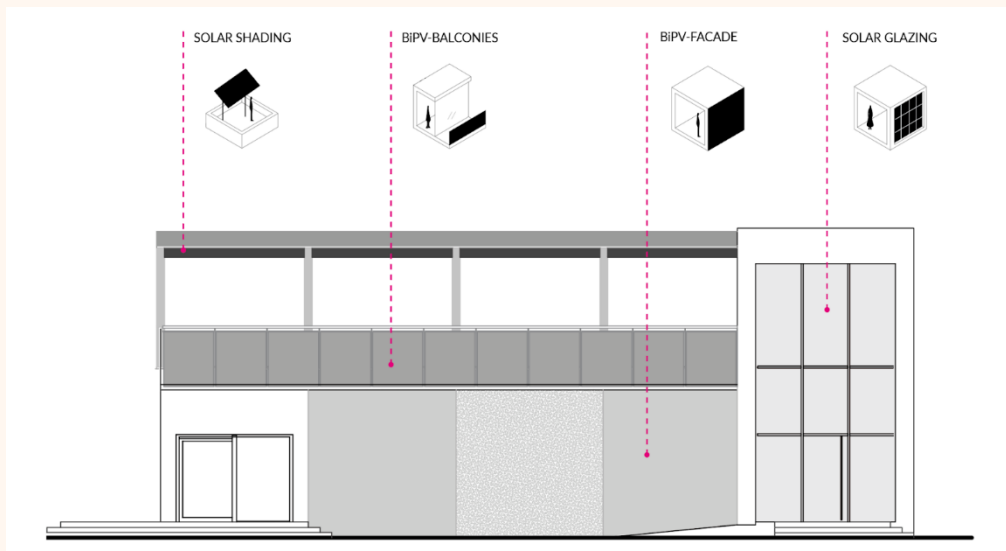 SOLAR SHADING
BiPV-BALCONIES
BiPV-FACADE
SOLAR GLAZING